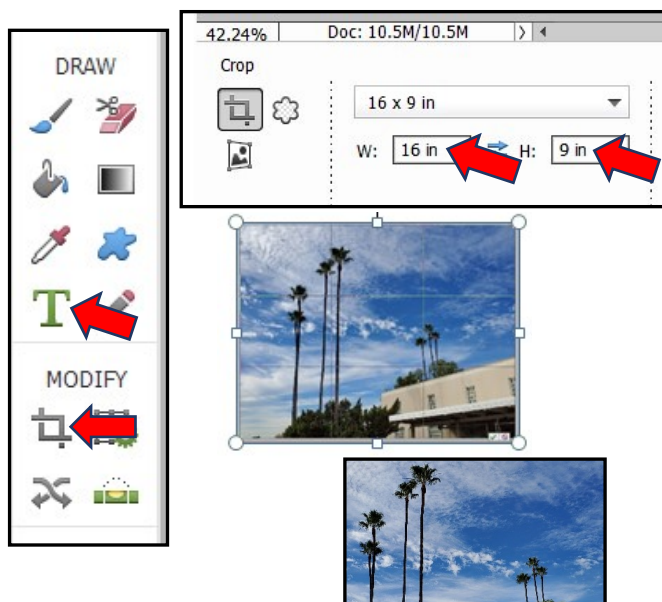 DRAW
T
MODIFY
42.24% Doc: 10.5M/10.5M
Crop
16 x 9 in
W: 16 in H: 9 in